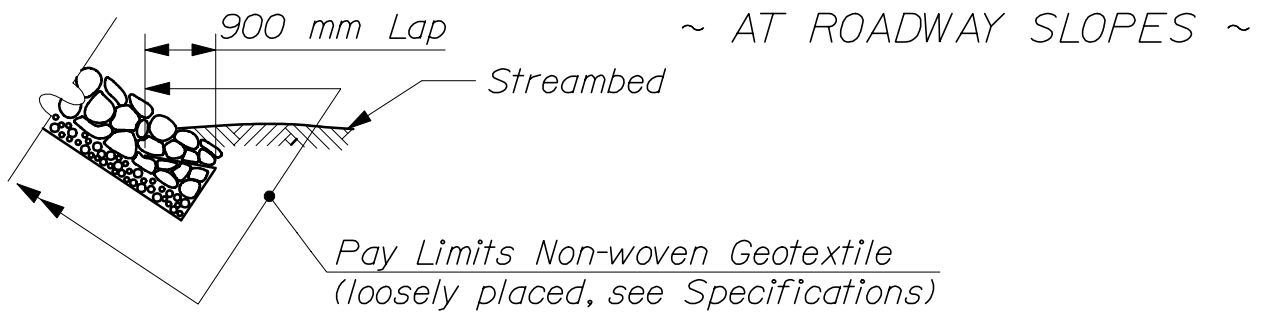 900 mm Lap
~ AT ROADWAY SLOPES ~
Streambed
Pay Limits Non-woven Geotextile
(loosely placed, see Specifications)